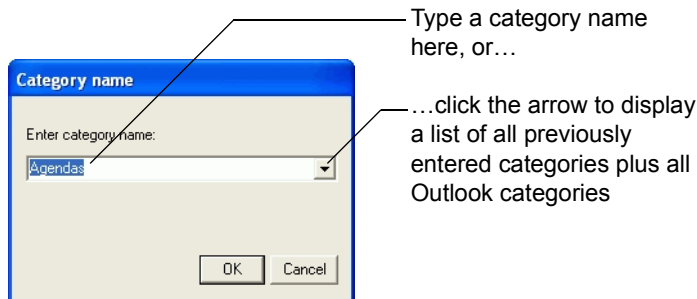 Type a category name
here, or…
Category name
…click the arrow to display
a list of all previously
entered categories plus all
Outlook categories
Enter category name:
Agendas
OK
Cancel